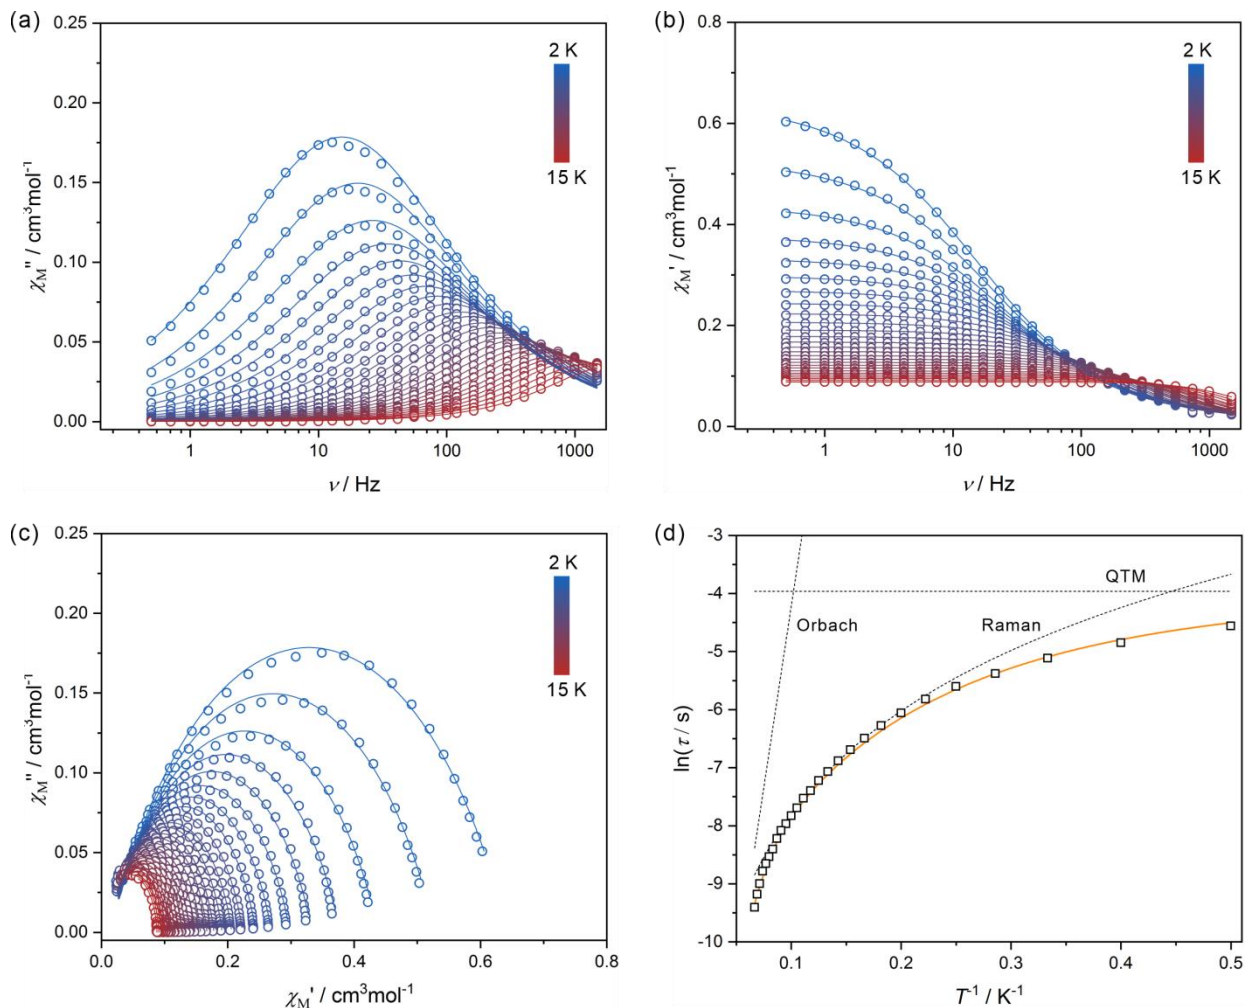 (a)
0.25
0.20
0.15
0.10
0.05
0.00
χM'' / cm³mol⁻¹
2 K
15 K
1
10
100
1000
ν / Hz
(b)
0.8
0.6
0.4
0.2
0.0
χM' / cm³mol⁻¹
2 K
15 K
1
10
100
1000
ν / Hz
(c)
0.25
0.20
0.15
0.10
0.05
0.00
χM'' / cm³mol⁻¹
2 K
15 K
0.0
0.2
0.4
0.6
0.8
χM' / cm³mol⁻¹
(d)
-3
-4
-5
-6
-7
-8
-9
-10
ln(τ / s)
QTM
Orbach
Raman
0.1
0.2
0.3
0.4
0.5
T⁻¹ / K⁻¹